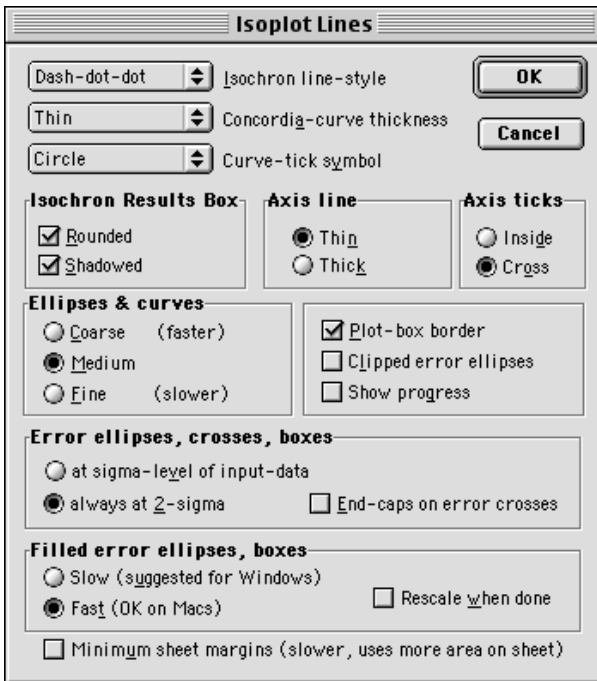 Isoplot Lines
Dash-dot-dot Isochron line-style OK
Thin Concordia-curve thickness
Cancel
Circle Curve-tick symbol
Isochron Results Box Axis line Axis ticks
Rounded Thin Inside
Shadowed Thick Cross
Ellipses & curves
Coarse (faster) Plot-box border
Medium Clipped error ellipses
Fine (slower) Show progress
Error ellipses, crosses, boxes
at sigma-level of input-data
always at 2-sigma End-caps on error crosses
Filled error ellipses, boxes
Slow (suggested for Windows)
Rescale when done
Fast (OK on Macs)
Minimum sheet margins (slower, uses more area on sheet)